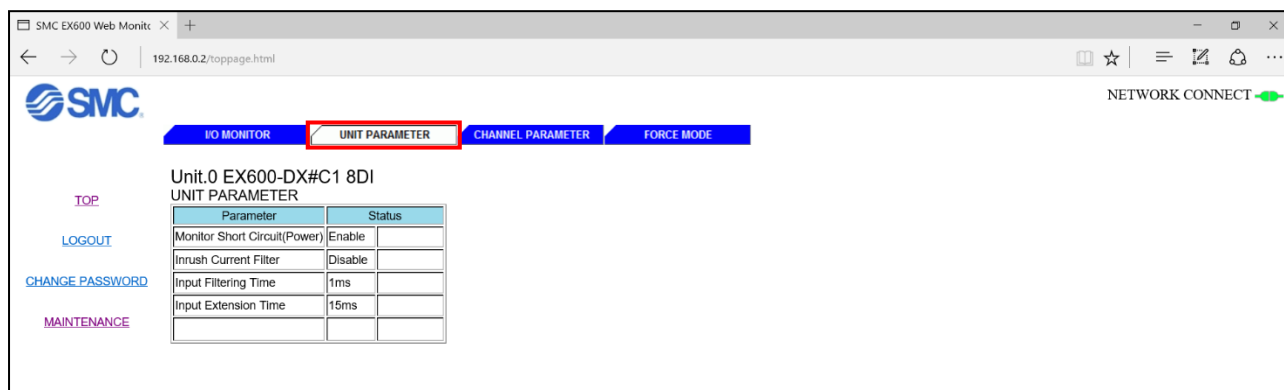 SMC EX600 Web Monitc
192.168.0.2/toppage.html
SMC.
NETWORK CONNECT
I/O MONITOR UNIT PARAMETER CHANNEL PARAMETER FORCE MODE
Unit.0 EX600-DX#C1 8DI
UNIT PARAMETER
TOP
LOGOUT
CHANGE PASSWORD
MAINTENANCE
Parameter Status
Monitor Short Circuit(Power) Enable
Inrush Current Filter Disable
Input Filtering Time 1ms
Input Extension Time 15ms